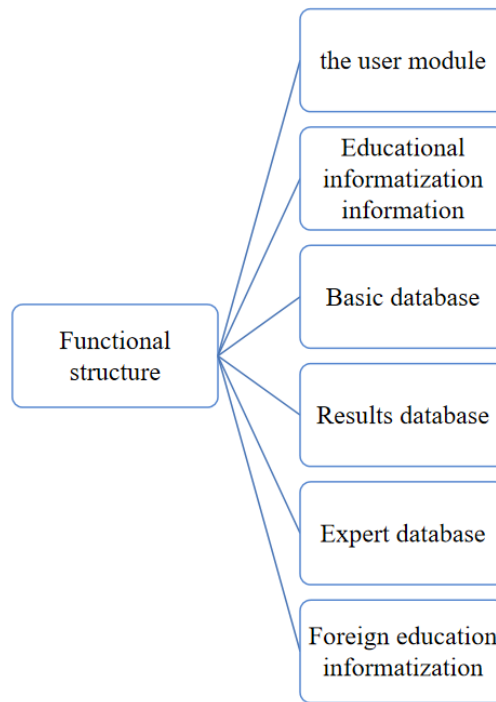 the user module
Educational
informatization
information
Basic database
Functional
structure
Results database
Expert database
Foreign education
informatization